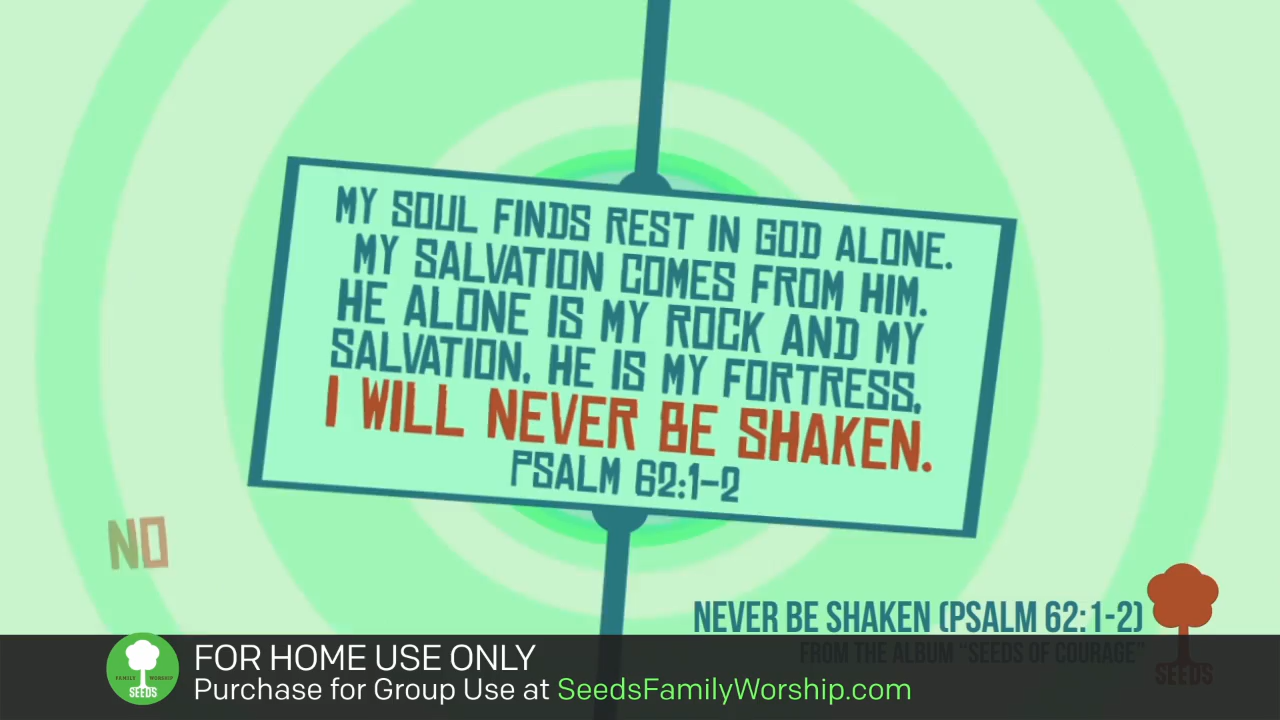 MY SOUL FINDS REST IN GOD ALONE.
MY SALVATION COMES FROM HIM.
HE ALONE IS MY ROCK AND MY
SALVATION. HE IS MY FORTRESS,
I WILL NEVER BE SHAKEN.
PSALM 62:1-2
NO
NEVER BE SHAKEN (PSALM 62:1-2)
FROM THE ALBUM "SEEDS OF COURAGE"
SEEDS
FAMILY WORSHIP
SEEDS
FOR HOME USE ONLY
Purchase for Group Use at SeedsFamilyWorship.com